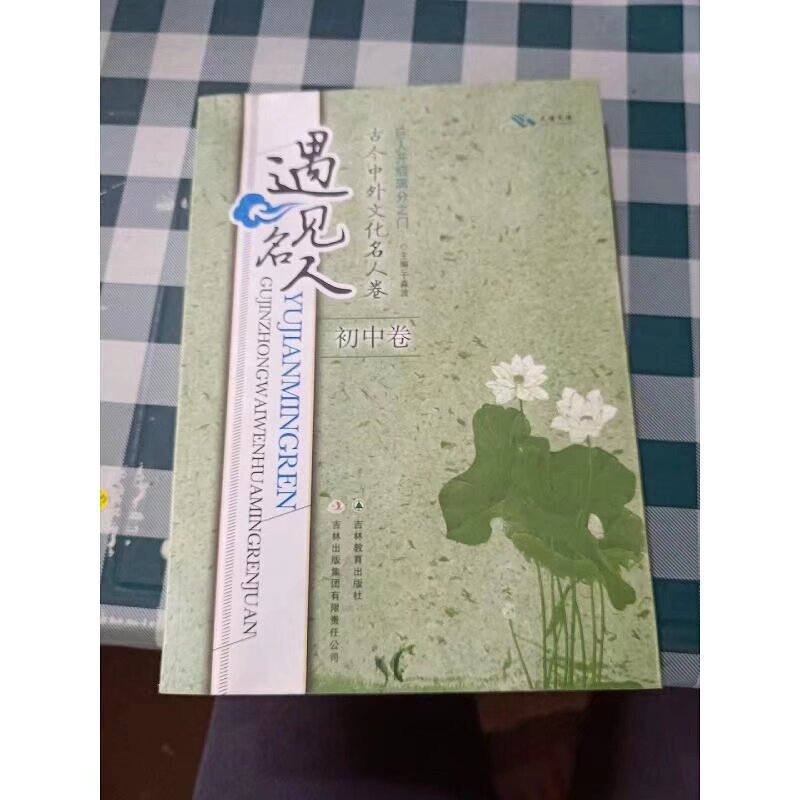 遇见名人
古今中外文化名人卷
初中卷
YUJIANMINGREN
GUJINZHONGWAIWENHUAMINGRENJUAN
吉林教育出版社
吉林出版集团有限责任公司